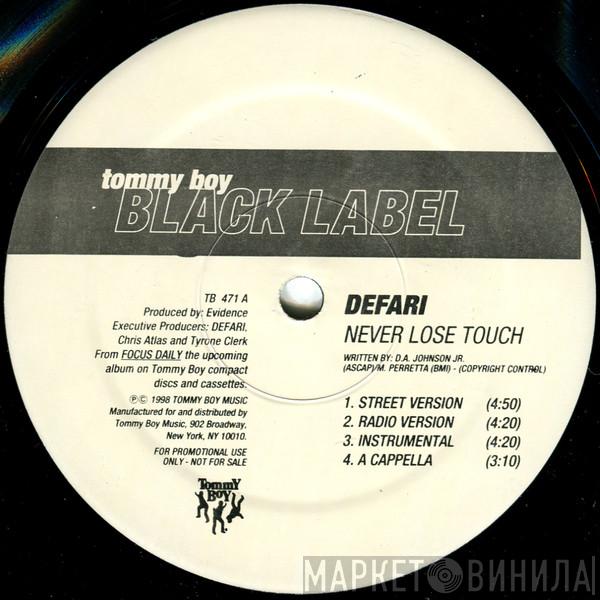 tommy boy
BLACK LABEL
TB 471 A
Produced by: Evidence
Executive Producers: DEFARI,
Chris Atlas and Tyrone Clerk
From FOCUS DAILY the upcoming
album on Tommy Boy compact
discs and cassettes.
℗© 1998 TOMMY BOY MUSIC
Manufactured for and distributed by
Tommy Boy Music, 902 Broadway,
New York, NY 10010.
FOR PROMOTIONAL USE
ONLY - NOT FOR SALE
TOMMY
BOY
DEFARI
NEVER LOSE TOUCH
WRITTEN BY: D.A. JOHNSON JR.
(ASCAP)/M. PERRETTA (BMI) - (COPYRIGHT CONTROL)
1. STREET VERSION (4:50)
2. RADIO VERSION (4:20)
3. INSTRUMENTAL (4:20)
4. A CAPPELLA (3:10)
МАРКЕТ ВИНИЛА